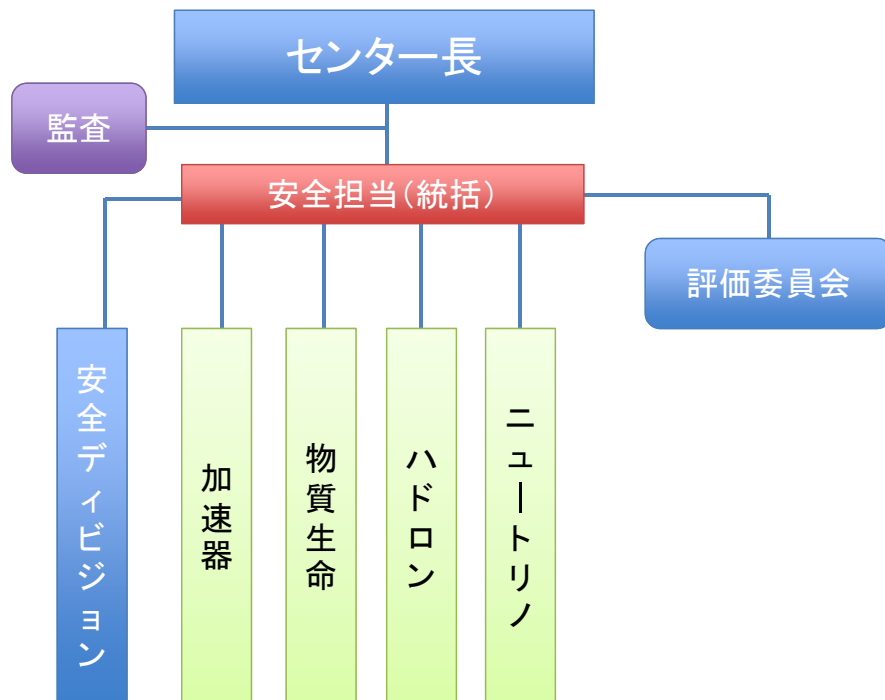 センター長
監査
安全担当（統括）
評価委員会
安全ディビジョン
加速器
物質生命
ハドロン
ニュートリノ